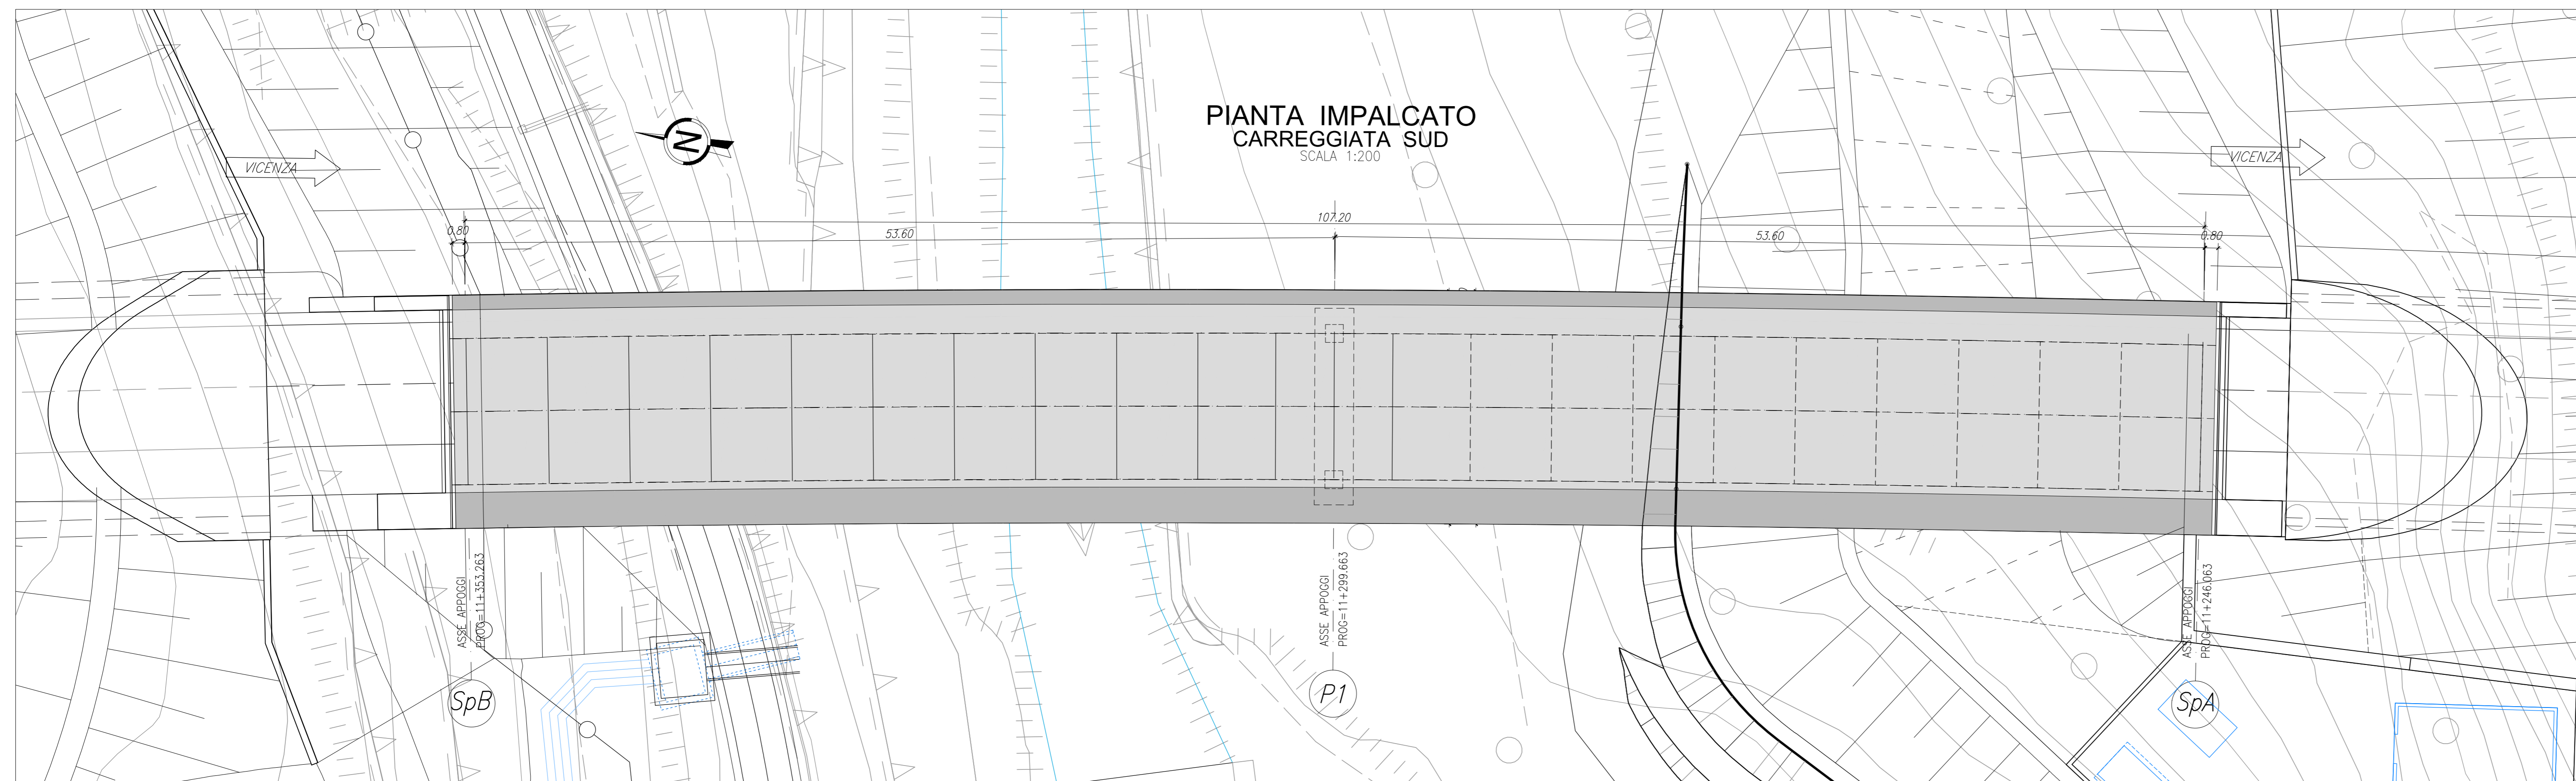 PIANTA IMPALCATO
CARREGGIATA SUD
SCALA 1:200
N
VICENZA
VICENZA
107.20
0.80
53.60
53.60
0.80
ASSE APPOGGI
PROG=11+353.263
SpB
ASSE APPOGGI
PROG=11+299.663
P1
ASSE APPOGGI
PROG=11+246.063
SpA